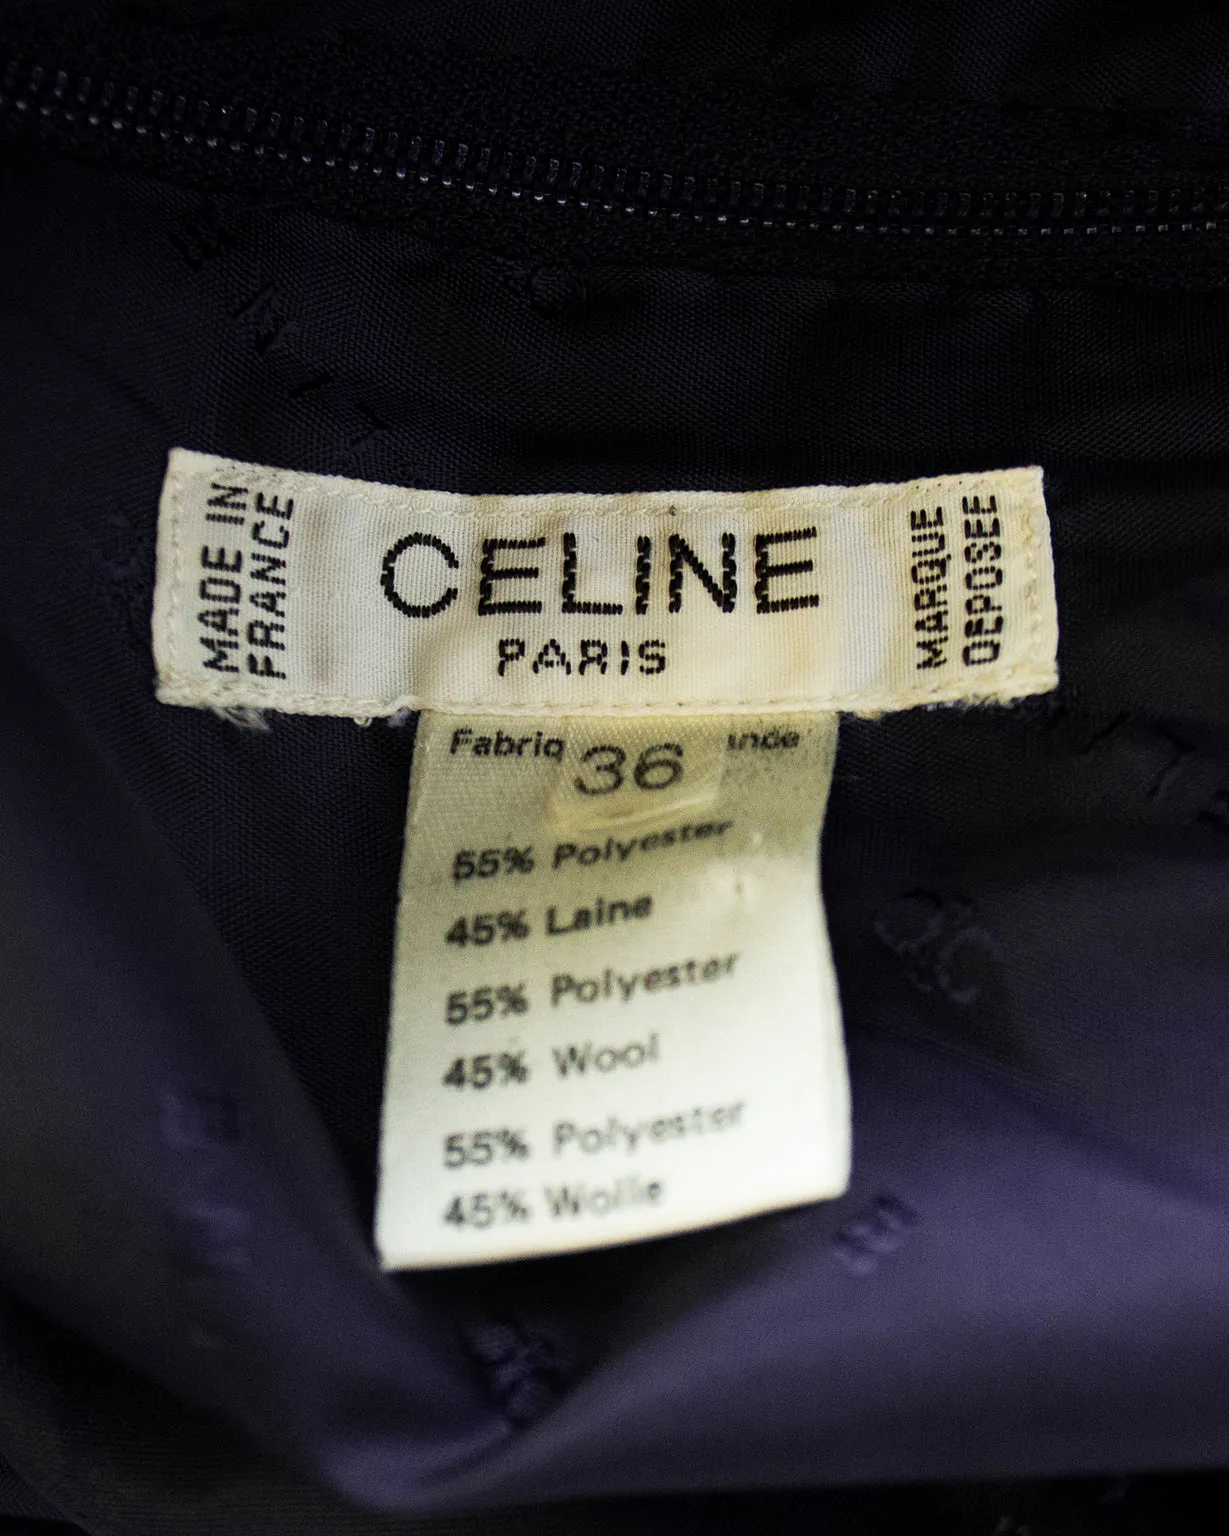 MADE IN
FRANCE
CELINE
PARIS
MARQUE
DEPOSEE
36
55% Polyester
45% Laine
55% Polyester
45% Wool
55% Polyester
45% Wolle